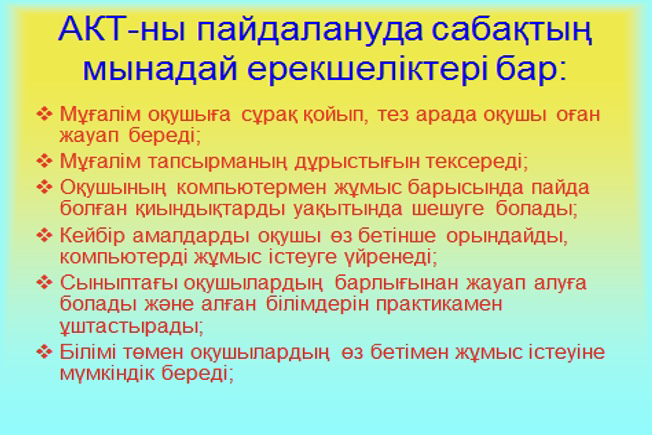 АКТ-ны пайдалануда сабақтың
мынадай ерекшеліктері бар:
❖ Мұғалім оқушыға сұрақ қойып, тез арада оқушы оған
жауап береді;
❖ Мұғалім тапсырманың дұрыстығын тексереді;
❖ Оқушының компьютермен жұмыс барысында пайда
болған қиындықтарды уақытында шешуге болады;
❖ Кейбір амалдарды оқушы өз бетінше орындайды,
компьютерді жұмыс істеуге үйренеді;
❖ Сыныптағы оқушылардың барлығынан жауап алуға
болады және алған білімдерін практикамен
ұштастырады;
❖ Білімі төмен оқушылардың өз бетімен жұмыс істеуіне
мүмкіндік береді;